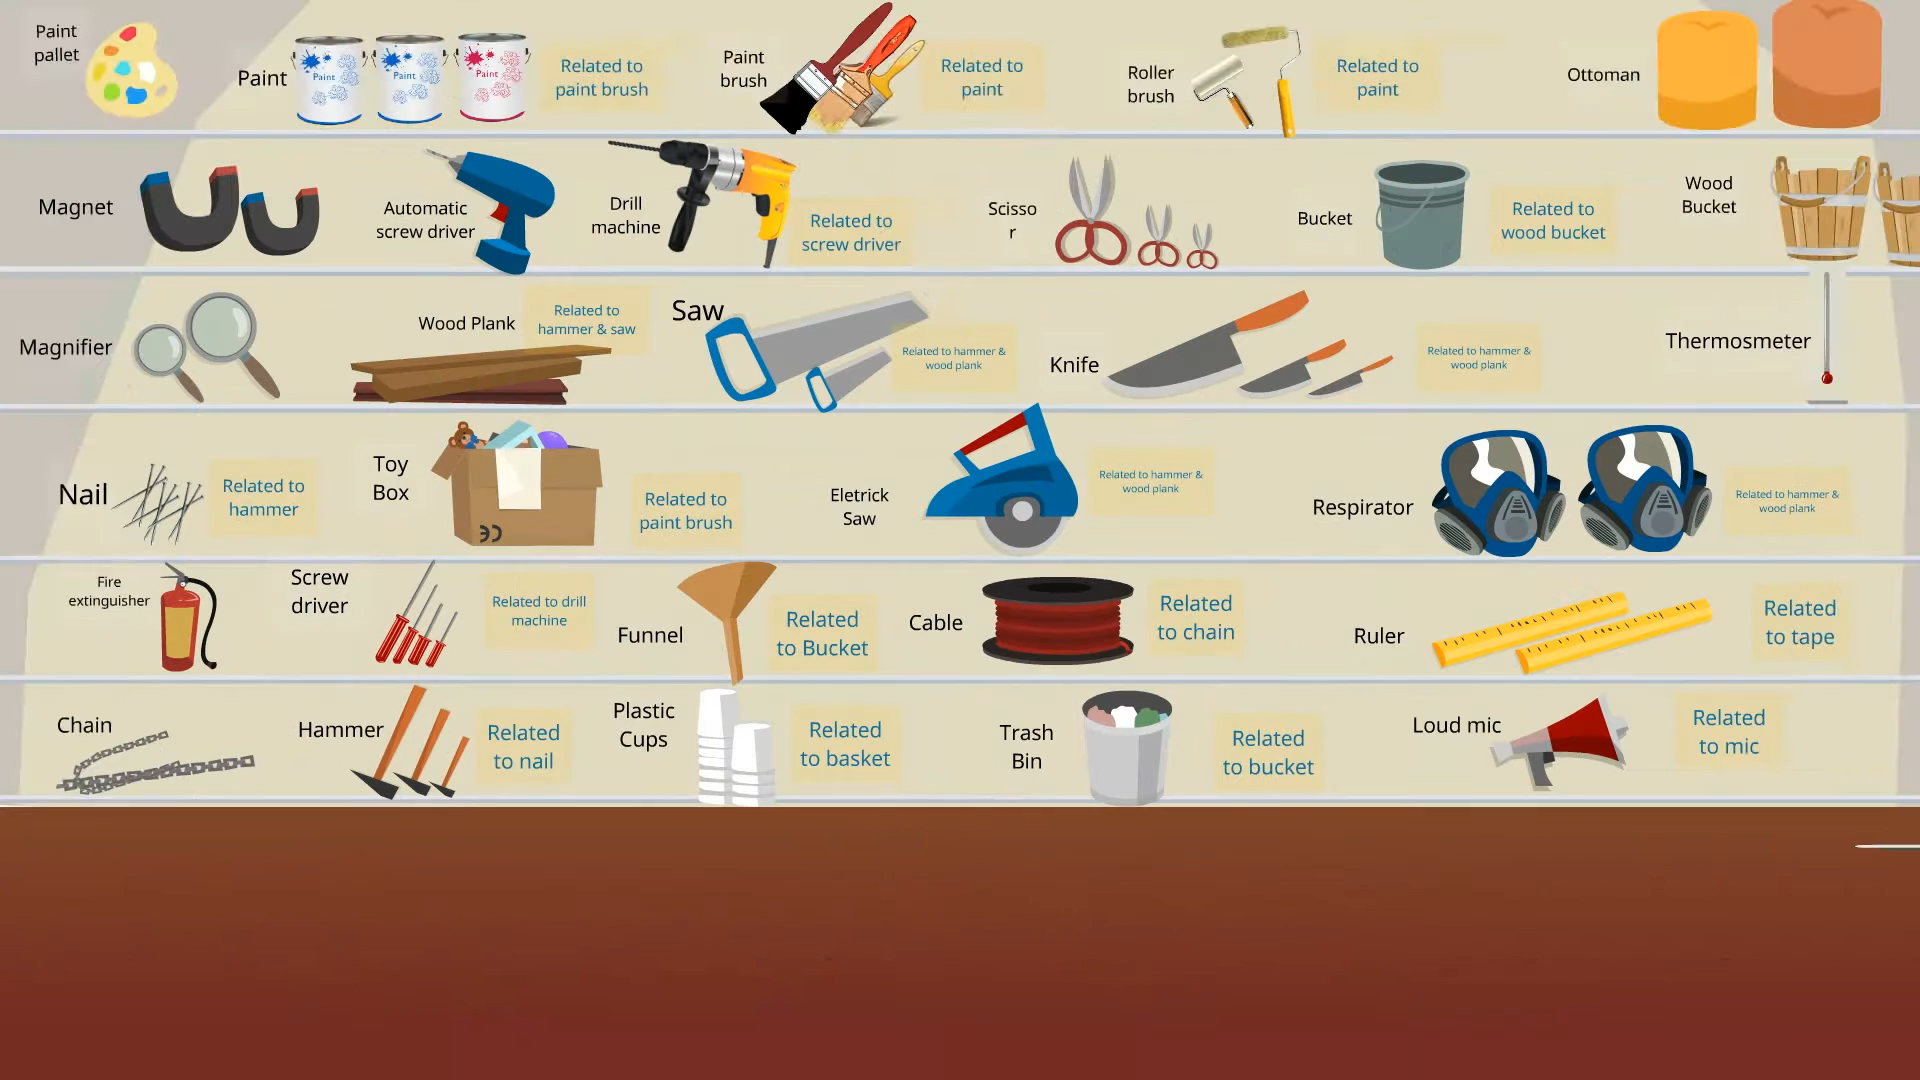 Paint
pallet
Paint
Paint
Paint
Paint
Related to
paint brush
Paint
brush
Related to
paint
Roller
brush
Related to
paint
Ottoman
Magnet
Automatic
screw driver
Drill
machine
Related to
screw driver
Scisso
r
Bucket
Related to
wood bucket
Wood
Bucket
Magnifier
Wood Plank
Related to
hammer & saw
Saw
Related to hammer &
wood plank
Knife
Related to hammer &
wood plank
Thermosmeter
Nail
Related to
hammer
Toy
Box
Related to
paint brush
Eletrick
Saw
Related to hammer &
wood plank
Respirator
Related to hammer &
wood plank
Fire
extinguisher
Screw
driver
Related to drill
machine
Funnel
Related
to Bucket
Cable
Related
to chain
Ruler
Related
to tape
Chain
Hammer
Related
to nail
Plastic
Cups
Related
to basket
Trash
Bin
Related
to bucket
Loud mic
Related
to mic